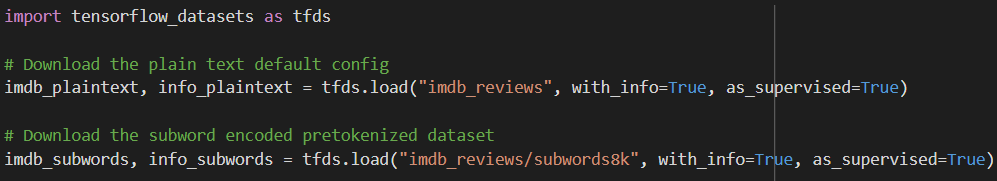 import tensorflow_datasets as tfds
# Download the plain text default config
imdb_plaintext, info_plaintext = tfds.load("imdb_reviews", with_info=True, as_supervised=True)
# Download the subword encoded pretokenized dataset
imdb_subwords, info_subwords = tfds.load("imdb_reviews/subwords8k", with_info=True, as_supervised=True)